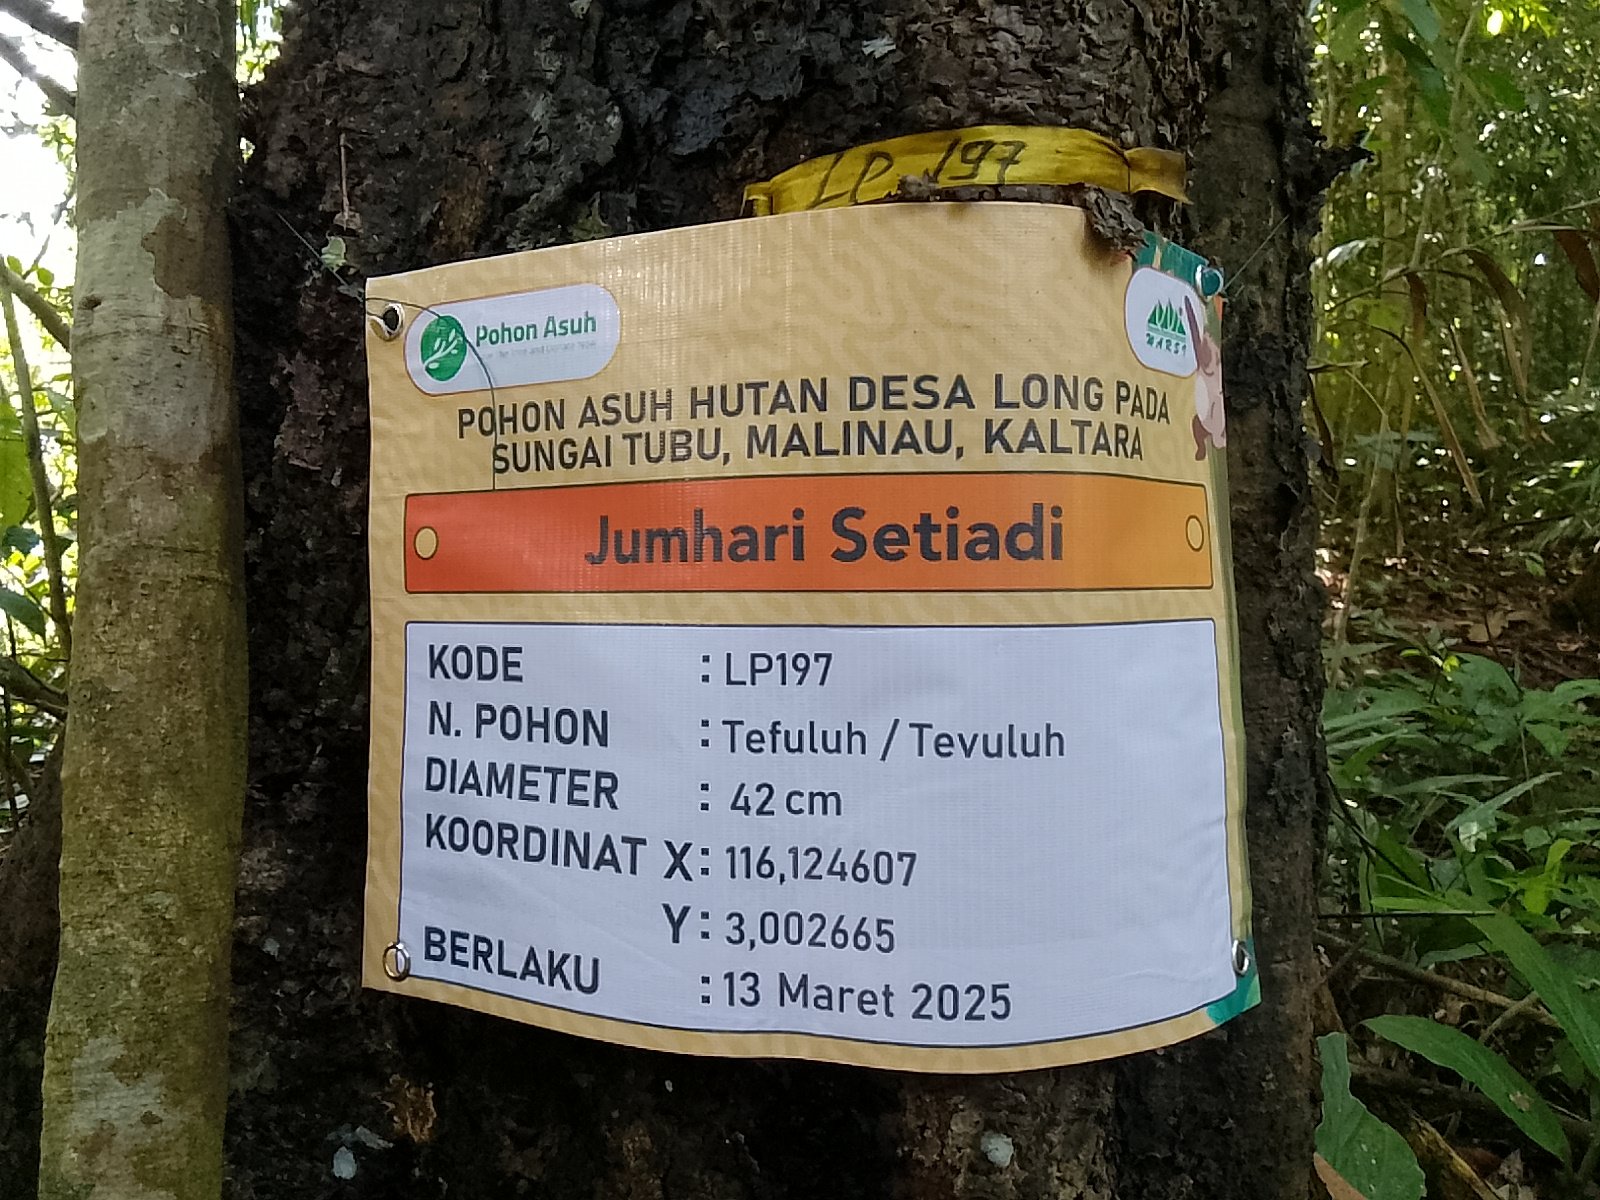 LP 197
Pohon Asuh
WARSI
POHON ASUH HUTAN DESA LONG PADA
SUNGAI TUBU, MALINAU, KALTARA
Jumhari Setiadi
KODE : LP197
N. POHON : Tefuluh / Tevuluh
DIAMETER : 42 cm
KOORDINAT X : 116,124607
Y : 3,002665
BERLAKU : 13 Maret 2025